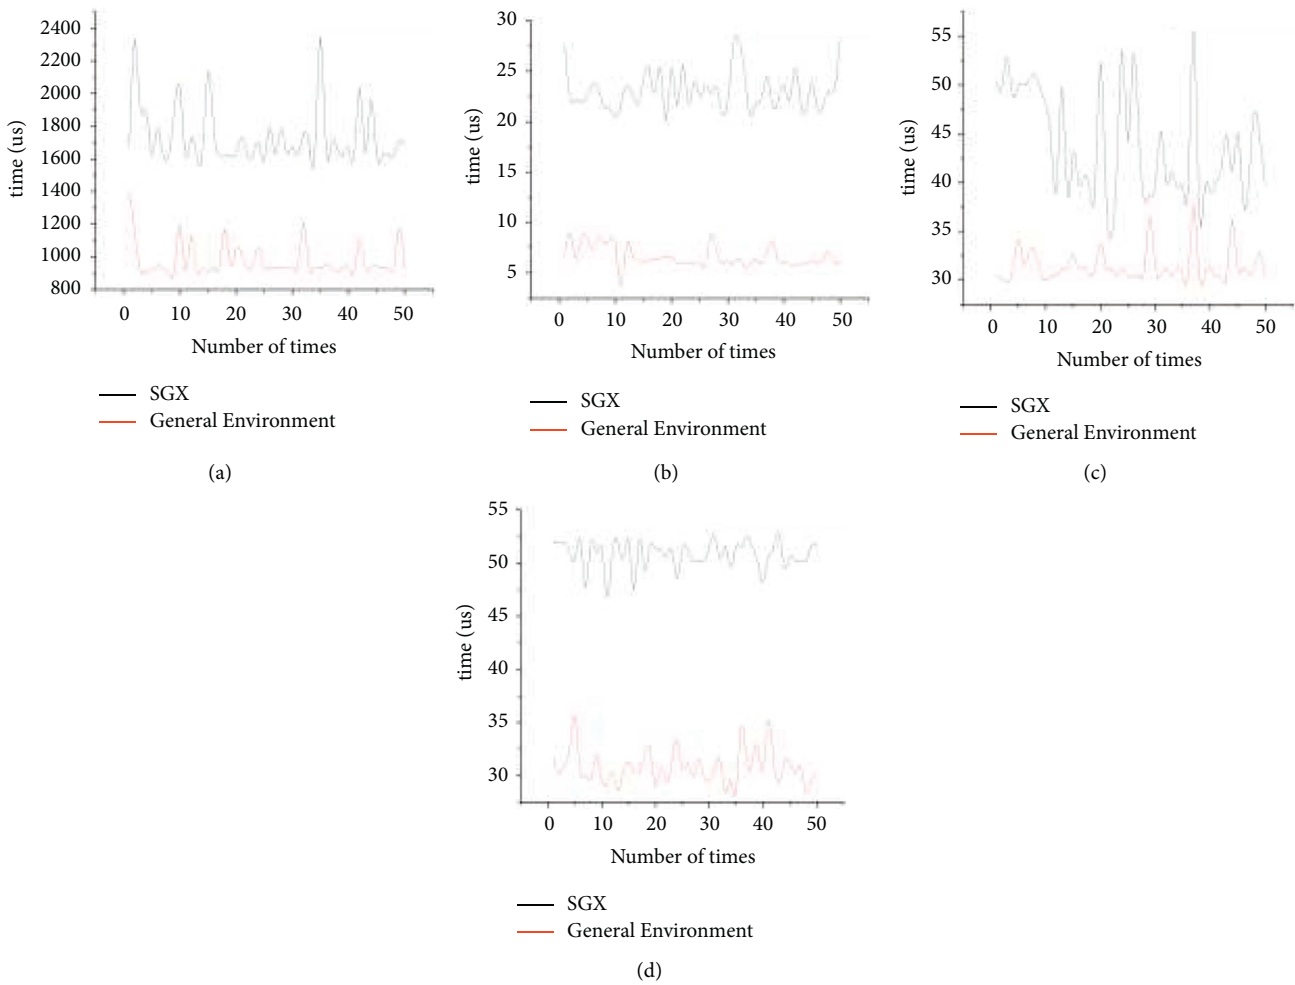 2400
2200
2000
1800
1600
1400
1200
1000
800
time (us)
0 10 20 30 40 50
Number of times
SGX
General Environment
(a)
30
25
20
15
10
5
time (us)
0 10 20 30 40 50
Number of times
SGX
General Environment
(b)
55
50
45
40
35
30
time (us)
0 10 20 30 40 50
Number of times
SGX
General Environment
(c)
55
50
45
40
35
30
time (us)
0 10 20 30 40 50
Number of times
SGX
General Environment
(d)